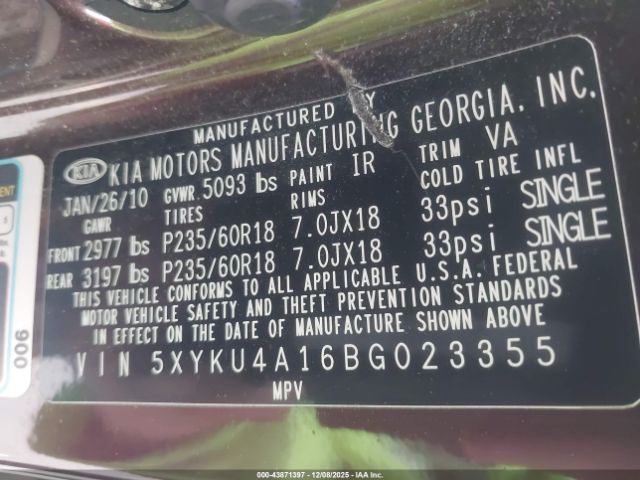 MANUFACTURED BY
KIA KIA MOTORS MANUFACTURING GEORGIA, INC.
JAN/26/10 GVWR 5093 lbs PAINT IR TRIM VA
GAWR TIRES RIMS COLD TIRE INFL
FRONT 2977 lbs P235/60R18 7.0JX18 33psi SINGLE
REAR 3197 lbs P235/60R18 7.0JX18 33psi SINGLE
THIS VEHICLE CONFORMS TO ALL APPLICABLE U.S.A. FEDERAL
MOTOR VEHICLE SAFETY AND THEFT PREVENTION STANDARDS
IN EFFECT ON THE DATE OF MANUFACTURE SHOWN ABOVE
VIN 5XYKU4A16BG023355
MPV
006
000-43871397 - 12/08/2025 - IAA Inc.